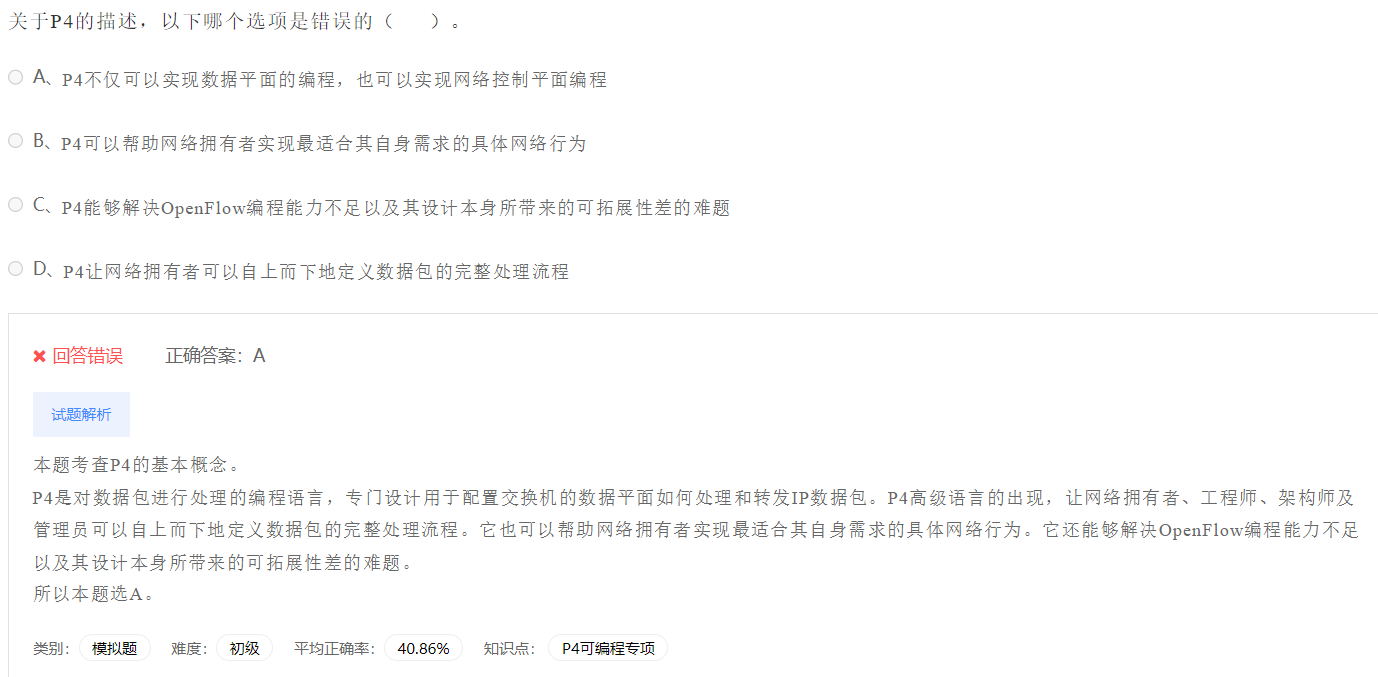 关于P4的描述，以下哪个选项是错误的（　　）。
A、P4不仅可以实现数据平面的编程，也可以实现网络控制平面编程
B、P4可以帮助网络拥有者实现最适合其自身需求的具体网络行为
C、P4能够解决OpenFlow编程能力不足以及其设计本身所带来的可拓展性差的难题
D、P4让网络拥有者可以自上而下地定义数据包的完整处理流程
✖ 回答错误　　正确答案：A
试题解析
本题考查P4的基本概念。
P4是对数据包进行处理的编程语言，专门设计用于配置交换机的数据平面如何处理和转发IP数据包。P4高级语言的出现，让网络拥有者、工程师、架构师及
管理员可以自上而下地定义数据包的完整处理流程。它也可以帮助网络拥有者实现最适合其自身需求的具体网络行为。它还能够解决OpenFlow编程能力不足
以及其设计本身所带来的可拓展性差的难题。
所以本题选A。
类别： 模拟题　难度： 初级　平均正确率： 40.86%　知识点： P4可编程专项